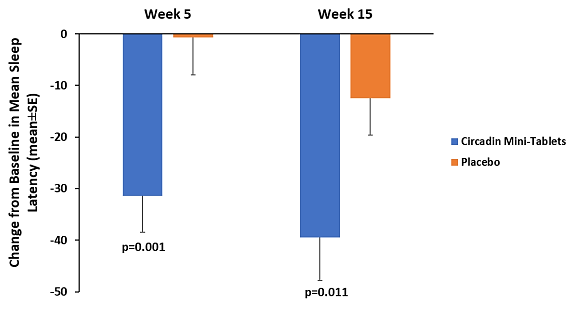 Week 5
Week 15
Change from Baseline in Mean Sleep
Latency (mean±SE)
0
-10
-20
-30
-40
-50
p=0.001
p=0.011
Circadin Mini-Tablets
Placebo